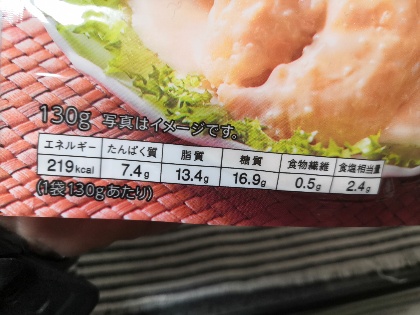 130g 写真はイメージです。
エネルギー たんぱく質 脂質 糖質 食物繊維 食塩相当量
219kcal 7.4g 13.4g 16.9g 0.5g 2.4g
(1袋130gあたり)